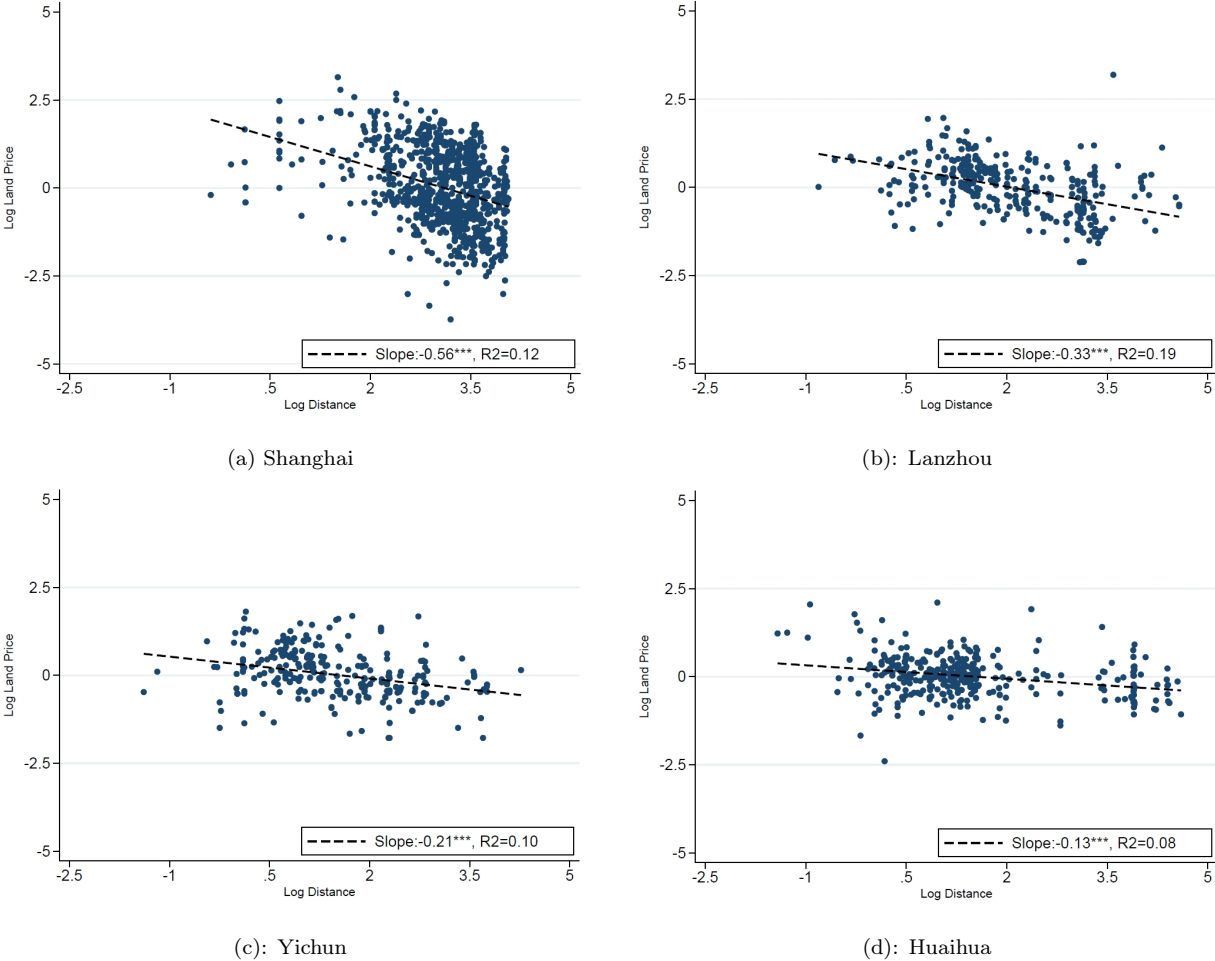 5
2.5
0
-2.5
-5
Log Land Price
Slope:-0.56***, R2=0.12
-2.5 -1 .5 2 3.5 5
Log Distance
(a) Shanghai
5
2.5
0
-2.5
-5
Log Land Price
Slope:-0.33***, R2=0.19
-2.5 -1 .5 2 3.5 5
Log Distance
(b): Lanzhou
5
2.5
0
-2.5
-5
Log Land Price
Slope:-0.21***, R2=0.10
-2.5 -1 .5 2 3.5 5
Log Distance
(c): Yichun
5
2.5
0
-2.5
-5
Log Land Price
Slope:-0.13***, R2=0.08
-2.5 -1 .5 2 3.5 5
Log Distance
(d): Huaihua